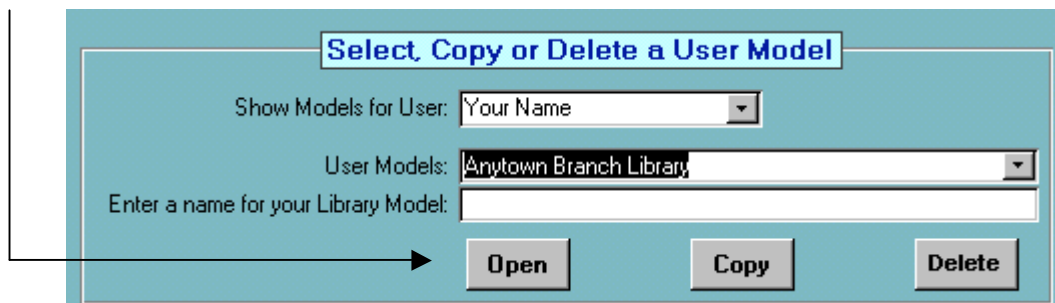 Select, Copy or Delete a User Model
Show Models for User: Your Name
User Models: Anytown Branch Library
Enter a name for your Library Model:
Open Copy Delete